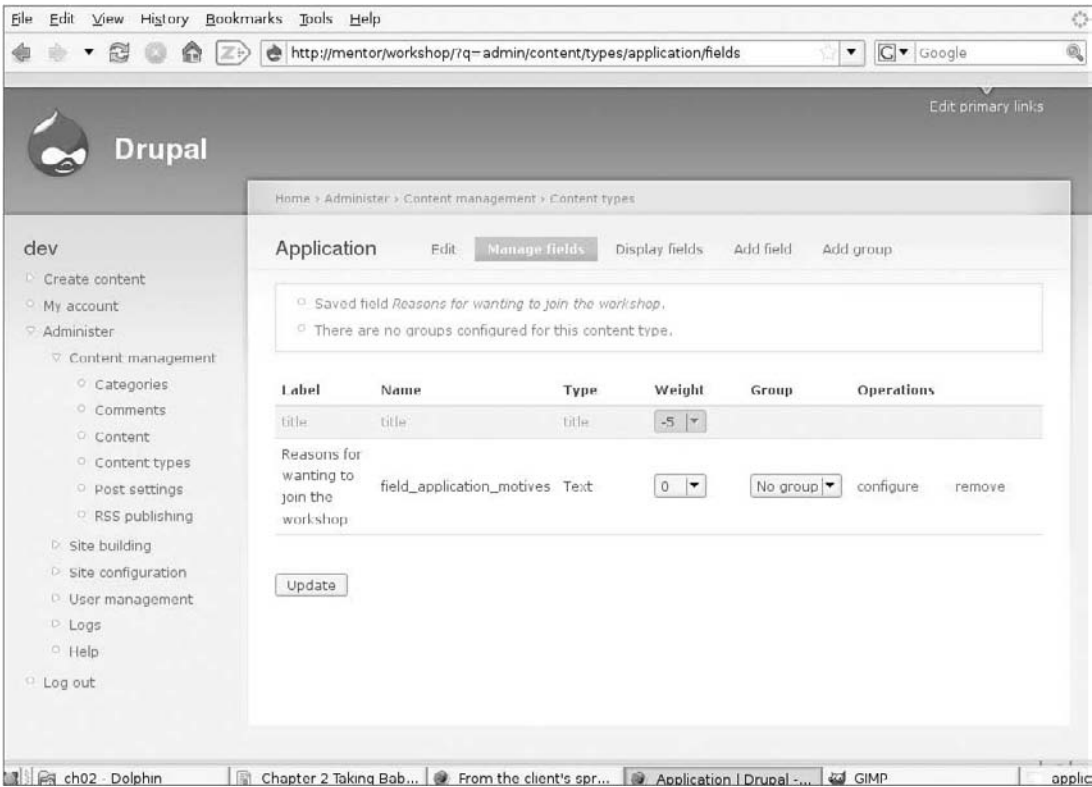 File Edit View History Bookmarks Tools Help
http://mentor/workshop/?q=admin/content/types/application/fields
G Google
Edit primary links
Drupal
Home › Administer › Content management › Content types
dev
Create content
My account
Administer
Content management
Categories
Comments
Content
Content types
Post settings
RSS publishing
Site building
Site configuration
User management
Logs
Help
Log out
Application Edit Manage fields Display fields Add field Add group
Saved field Reasons for wanting to join the workshop.
There are no groups configured for this content type.
Label Name Type Weight Group Operations
title title title -5
Reasons for
wanting to
join the
workshop
field_application_motives Text 0 No group configure remove
Update
ch02 - Dolphin Chapter 2 Taking Bab... From the client's spr... Application | Drupal -... GIMP applic